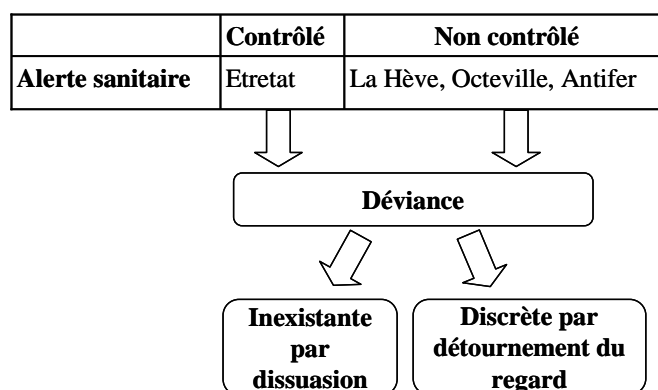 Contrôlé Non contrôlé
Alerte sanitaire Etretat La Hève, Octeville, Antifer
Déviance
Inexistante
par
dissuasion
Discrète par
détournement du
regard